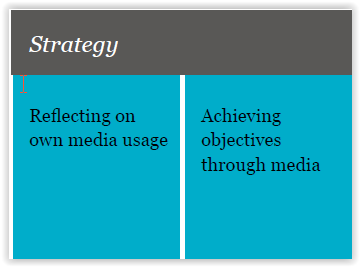 Strategy
Reflecting on
own media usage
Achieving
objectives
through media